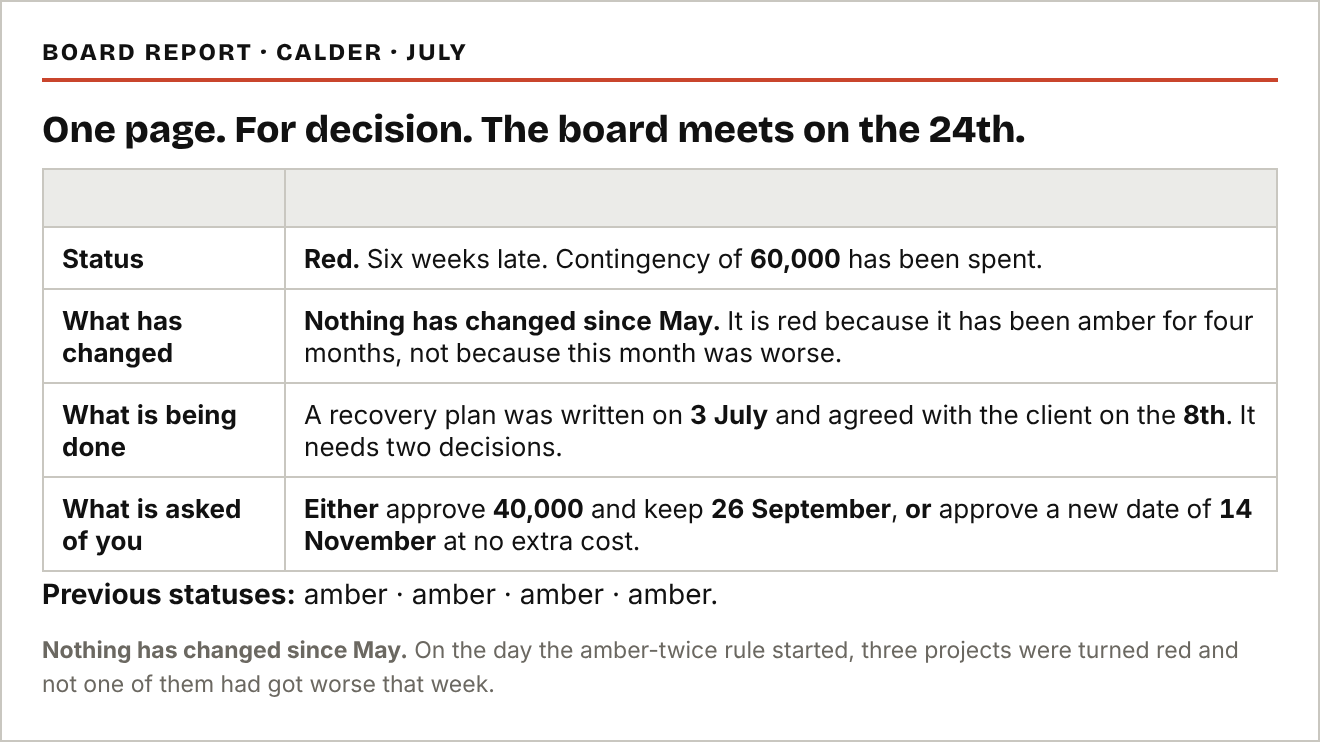 BOARD REPORT · CALDER · JULY
One page. For decision. The board meets on the 24th.
Status
Red. Six weeks late. Contingency of 60,000 has been spent.
What has
changed
Nothing has changed since May. It is red because it has been amber for four
months, not because this month was worse.
What is being
done
A recovery plan was written on 3 July and agreed with the client on the 8th. It
needs two decisions.
What is asked
of you
Either approve 40,000 and keep 26 September, or approve a new date of 14
November at no extra cost.
Previous statuses: amber · amber · amber · amber.
Nothing has changed since May. On the day the amber-twice rule started, three projects were turned red and
not one of them had got worse that week.